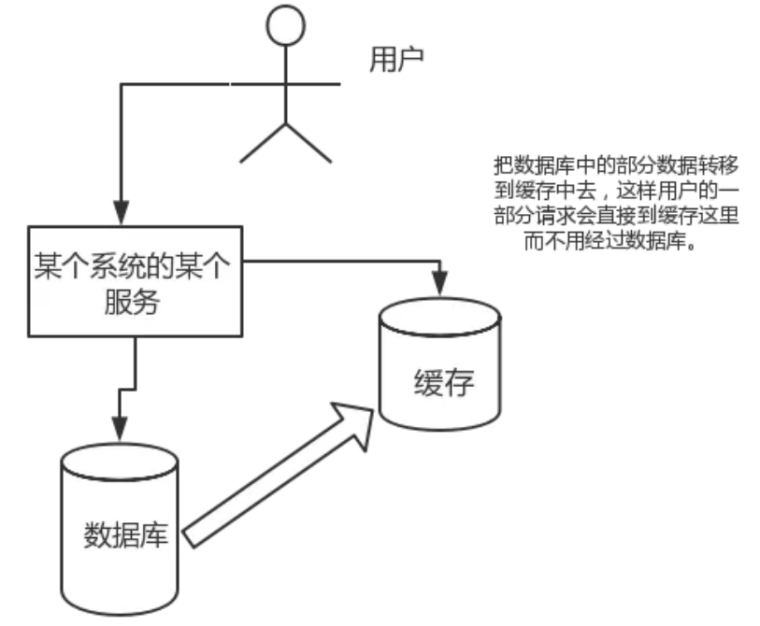 用户
把数据库中的部分数据转移
到缓存中去，这样用户的一
部分请求会直接到缓存这里
而不用经过数据库。
某个系统的某个
服务
缓存
数据库